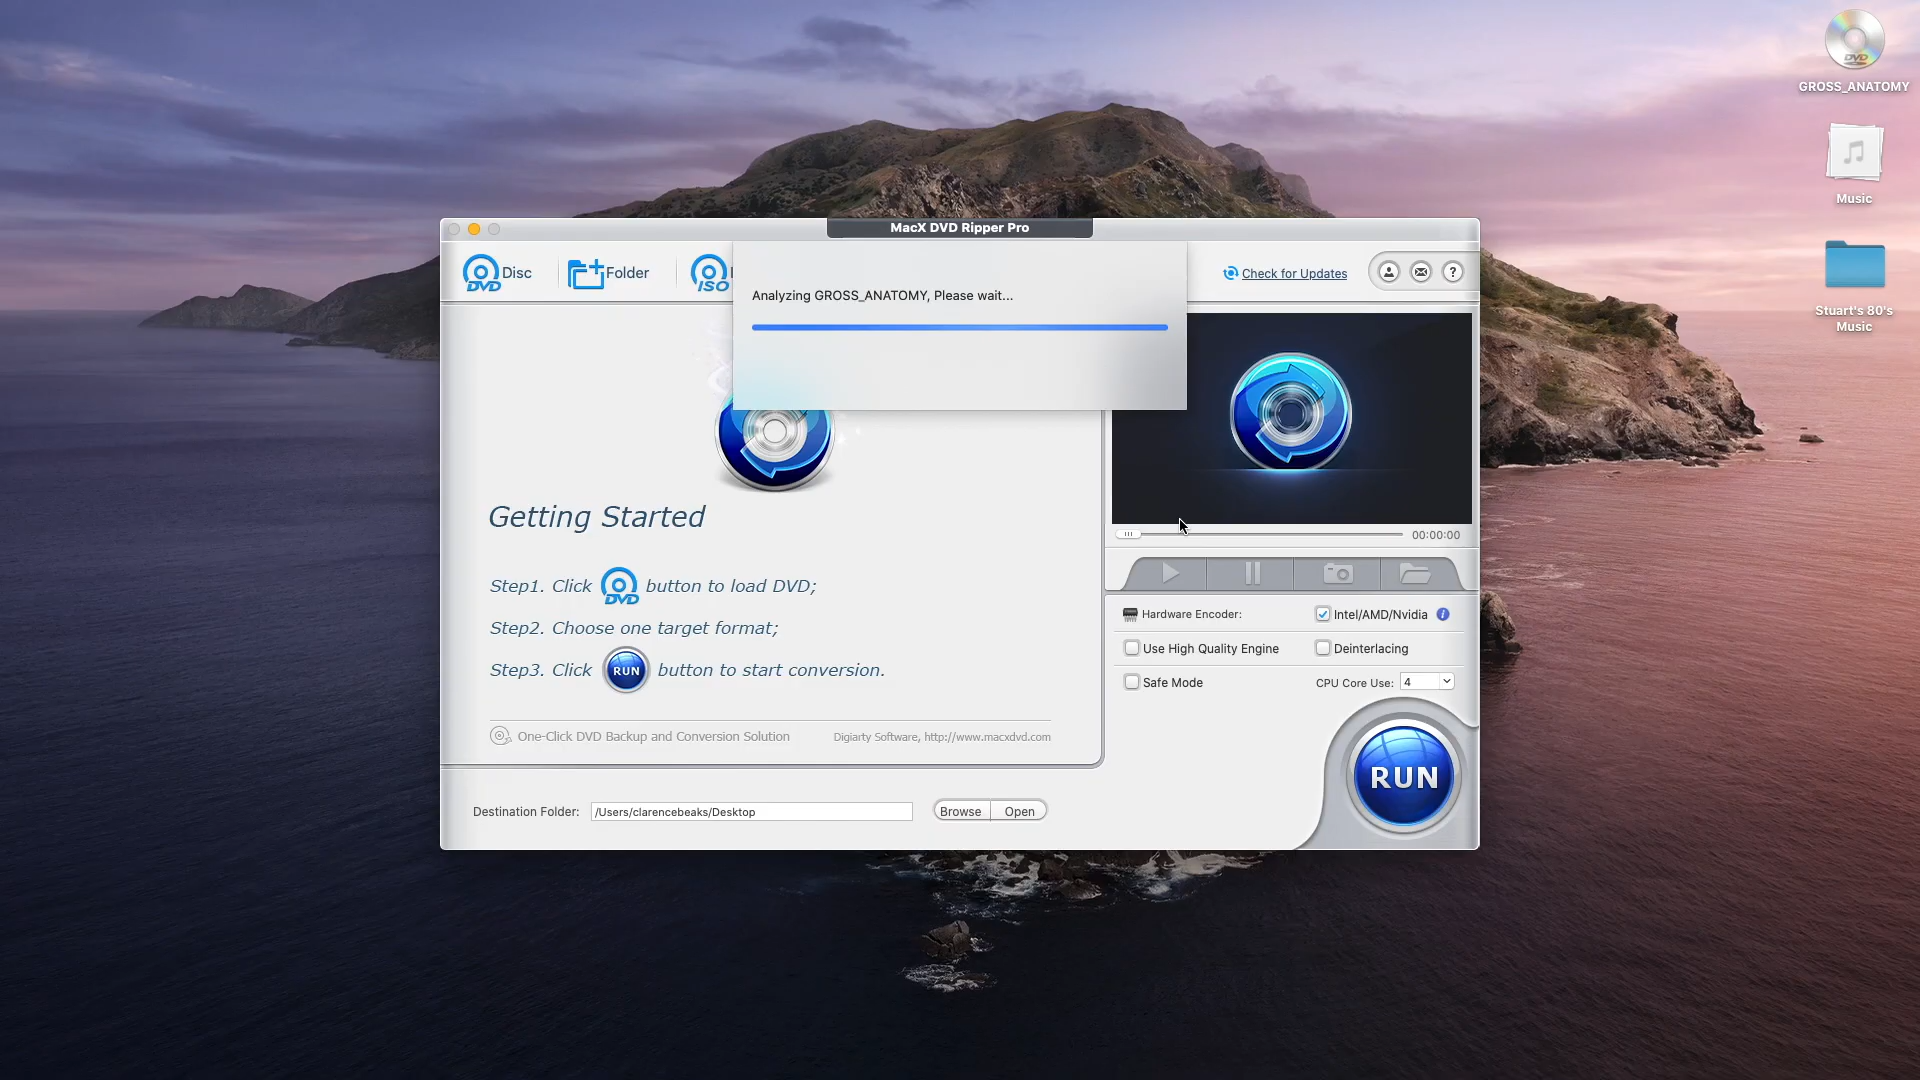 DVD
GROSS_ANATOMY
Music
Stuart's 80's
Music
MacX DVD Ripper Pro
DVD
Disc
Folder
ISO
Check for Updates
?
Analyzing GROSS_ANATOMY, Please wait...
00:00:00
Getting Started
Step1. Click DVD button to load DVD;
Step2. Choose one target format;
Step3. Click RUN button to start conversion.
One-Click DVD Backup and Conversion Solution
Digiarty Software, http://www.macxdvd.com
Hardware Encoder:
Intel/AMD/Nvidia
Use High Quality Engine
Deinterlacing
Safe Mode
CPU Core Use: 4
RUN
Destination Folder: /Users/clarencebeaks/Desktop
Browse
Open